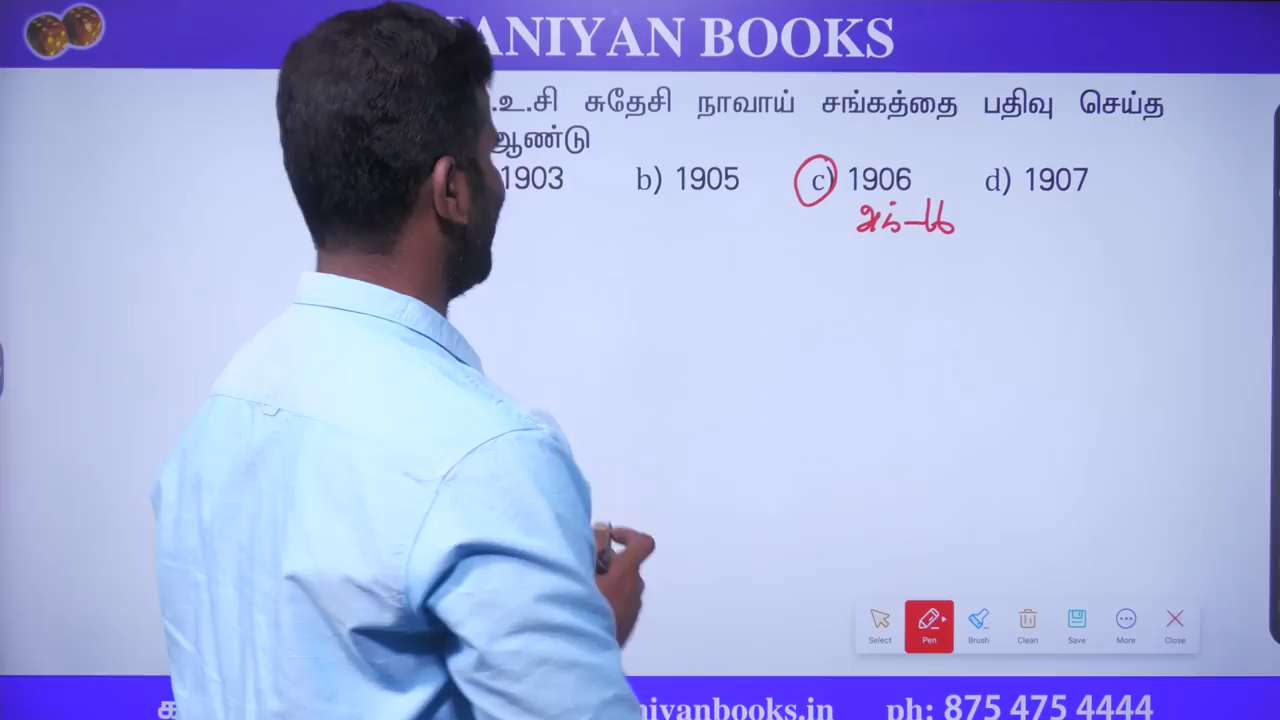 ANIYAN BOOKS
.உ.சி சுதேசி நாவாய் சங்கத்தை பதிவு செய்த
ஆண்டு
1903 b) 1905 c) 1906 d) 1907
அக்-16
Select Pen Brush Clean Save More Close
niyanbooks.in ph: 875 475 4444